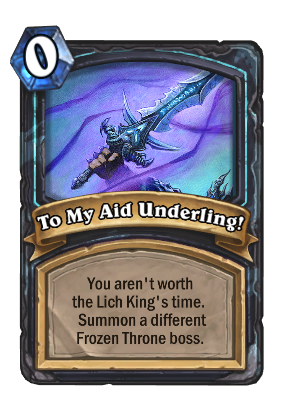 0
To My Aid Underling!
You aren't worth
the Lich King's time.
Summon a different
Frozen Throne boss.